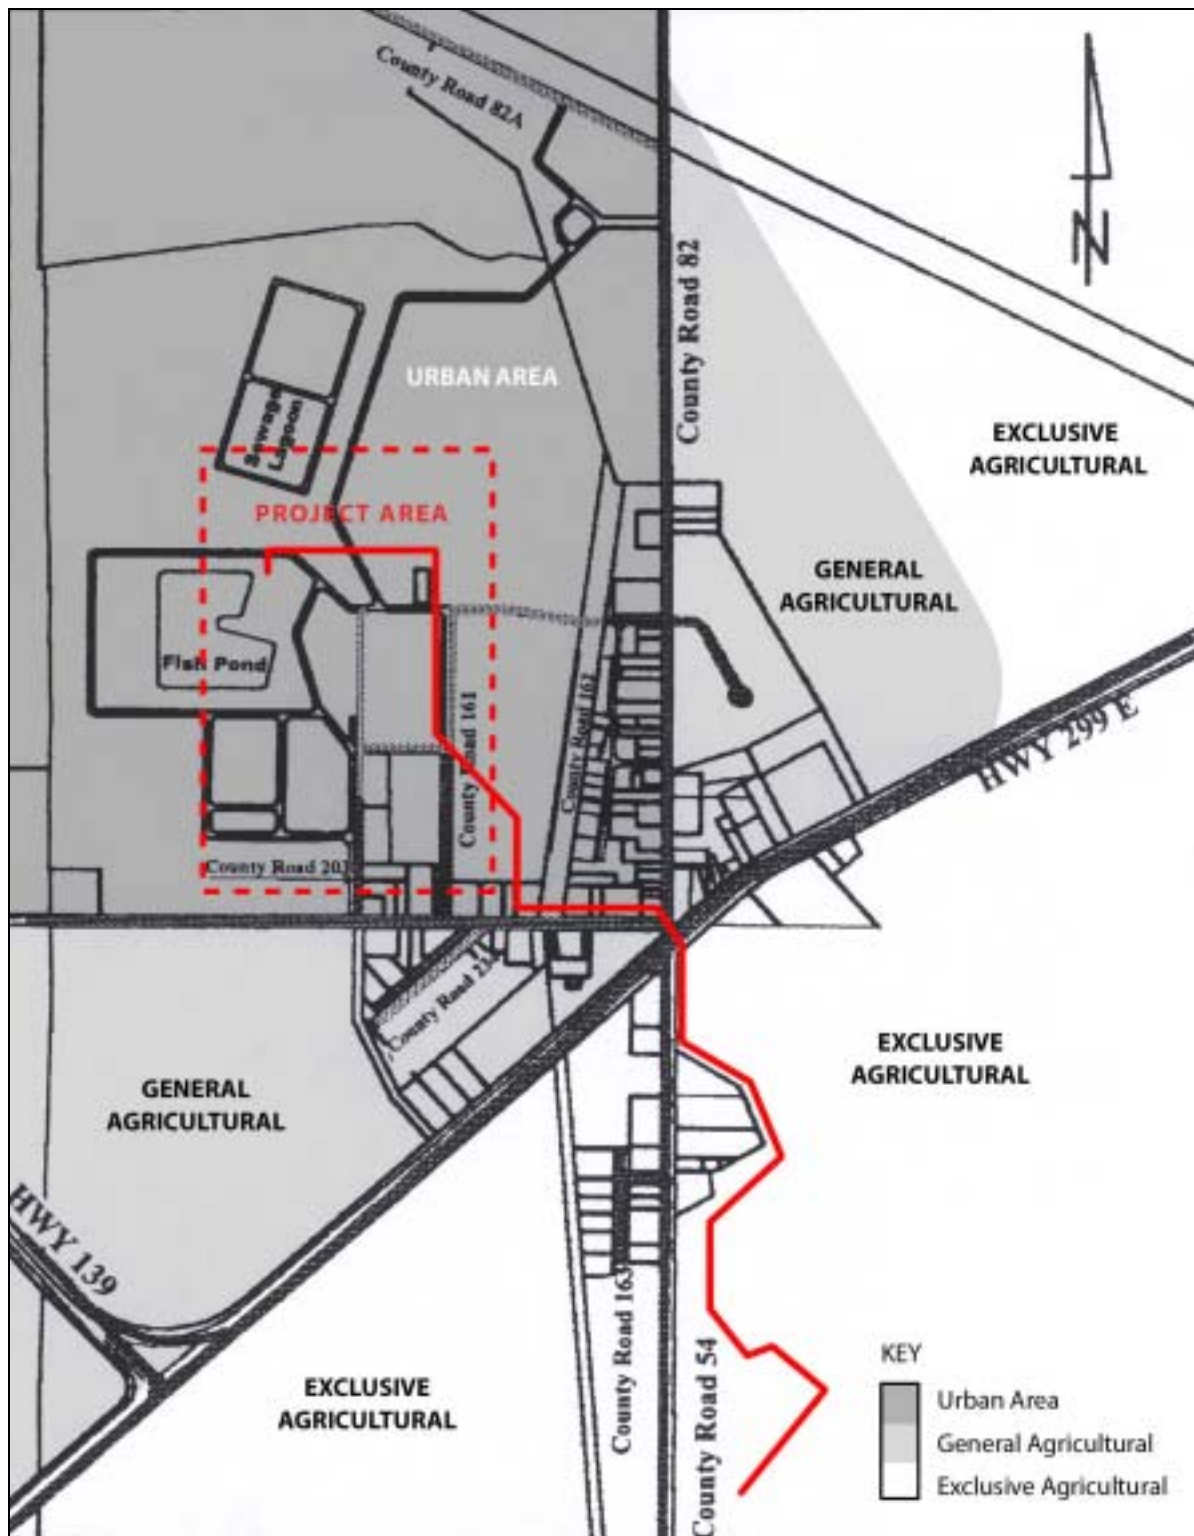 County Road 82A
N
County Road 82
URBAN AREA
Sewage
Lagoon
EXCLUSIVE
AGRICULTURAL
PROJECT AREA
GENERAL
AGRICULTURAL
Fish Pond
County Road 161
County Road 162
HWY 299 E
County Road 203
County Road 23
EXCLUSIVE
AGRICULTURAL
GENERAL
AGRICULTURAL
HWY 139
County Road 163
County Road 54
EXCLUSIVE
AGRICULTURAL
KEY
Urban Area
General Agricultural
Exclusive Agricultural